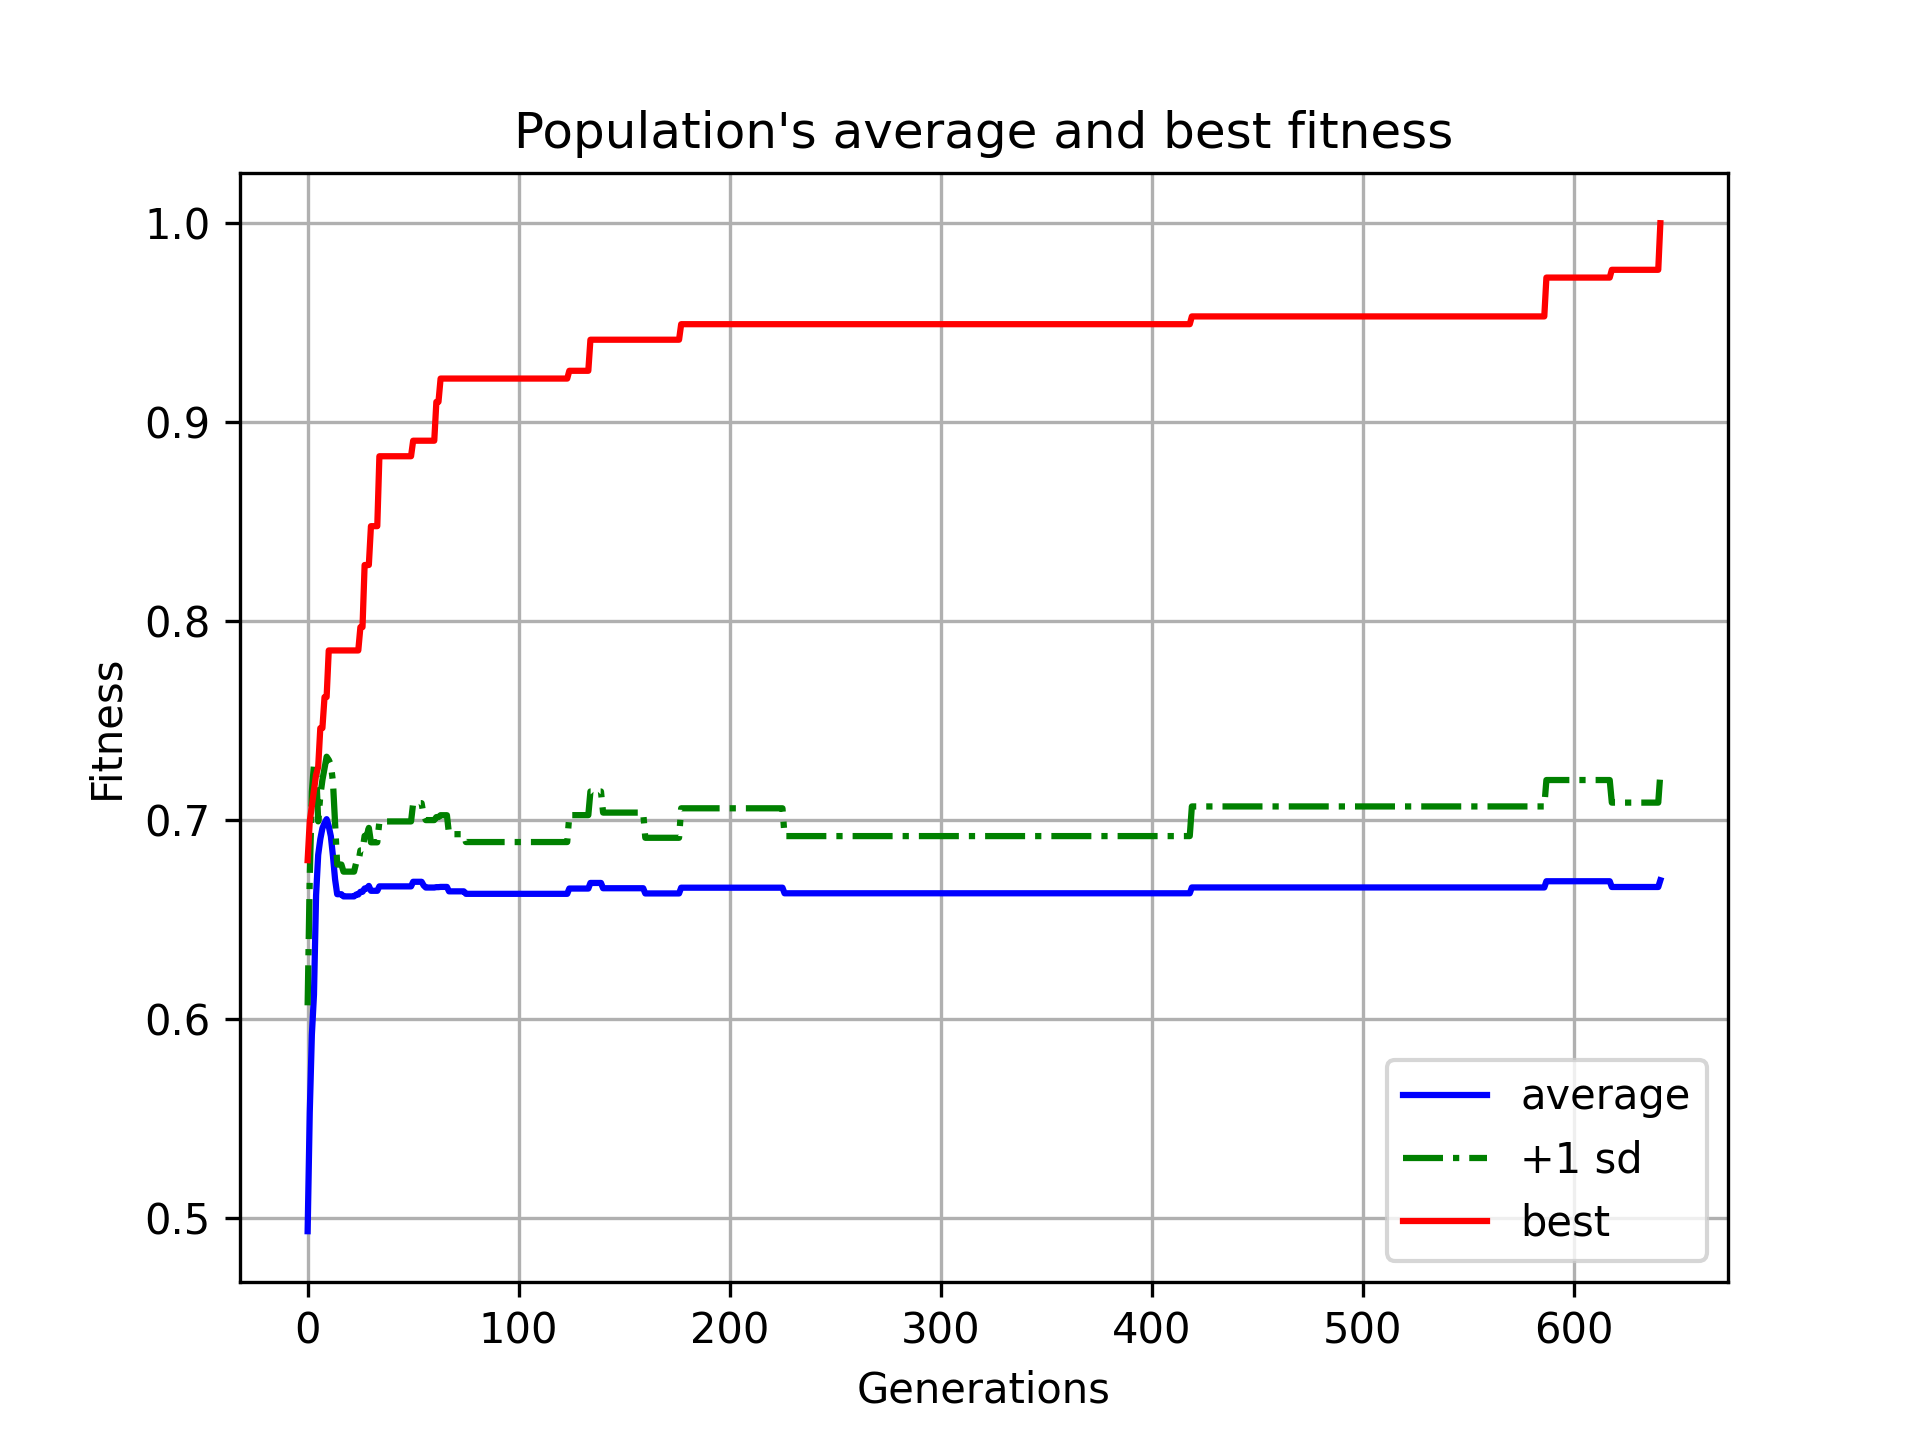 Population's average and best fitness
1.0
0.9
0.8
0.7
0.6
0.5
Fitness
0 100 200 300 400 500 600
Generations
average
+1 sd
best